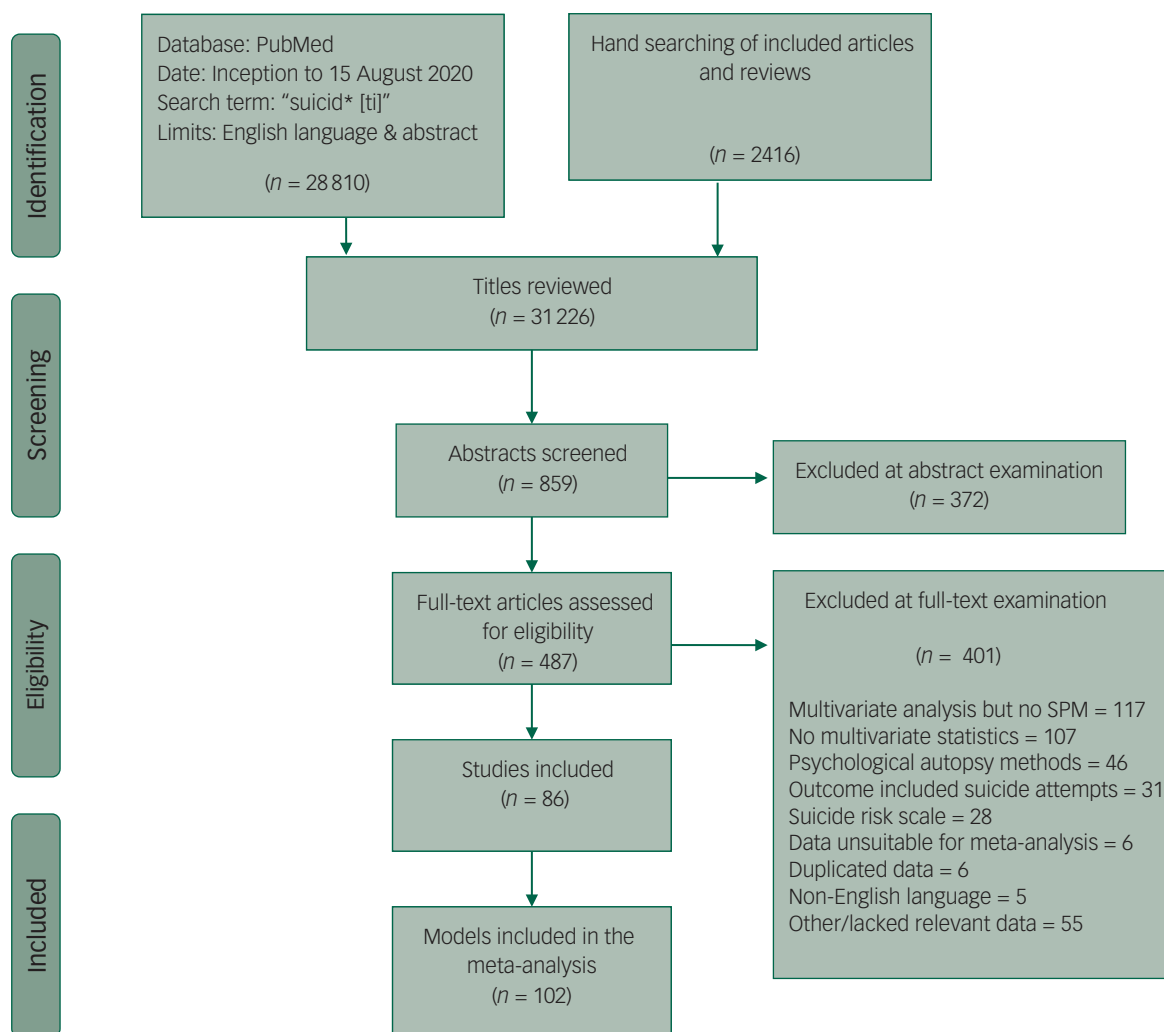 Identification
Database: PubMed
Date: Inception to 15 August 2020
Search term: “suicid* [ti]”
Limits: English language & abstract
(n = 28 810)
Hand searching of included articles
and reviews
(n = 2416)
Titles reviewed
(n = 31 226)
Screening
Abstracts screened
(n = 859)
Excluded at abstract examination
(n = 372)
Eligibility
Full-text articles assessed
for eligibility
(n = 487)
Excluded at full-text examination
(n = 401)
Multivariate analysis but no SPM = 117
No multivariate statistics = 107
Psychological autopsy methods = 46
Outcome included suicide attempts = 31
Suicide risk scale = 28
Data unsuitable for meta-analysis = 6
Duplicated data = 6
Non-English language = 5
Other/lacked relevant data = 55
Studies included
(n = 86)
Included
Models included in the
meta-analysis
(n = 102)